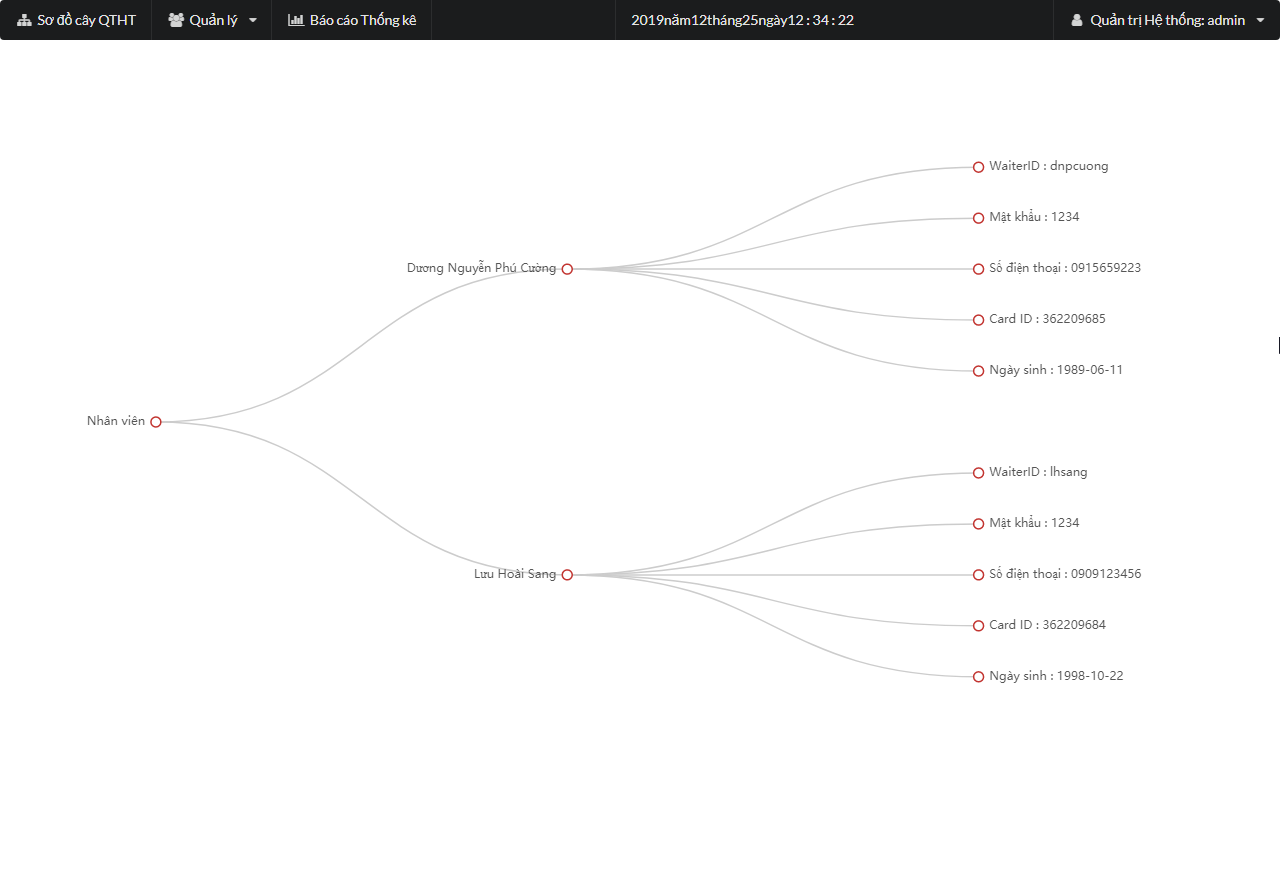 Sơ đồ cây QTHT
Quản lý
Báo cáo Thống kê
2019năm12tháng25ngày12 : 34 : 22
Quản trị Hệ thống: admin
WaiterID : dnpcuong
Mật khẩu : 1234
Dương Nguyễn Phú Cường
Số điện thoại : 0915659223
Card ID : 362209685
Ngày sinh : 1989-06-11
Nhân viên
WaiterID : lhsang
Mật khẩu : 1234
Lưu Hoài Sang
Số điện thoại : 0909123456
Card ID : 362209684
Ngày sinh : 1998-10-22